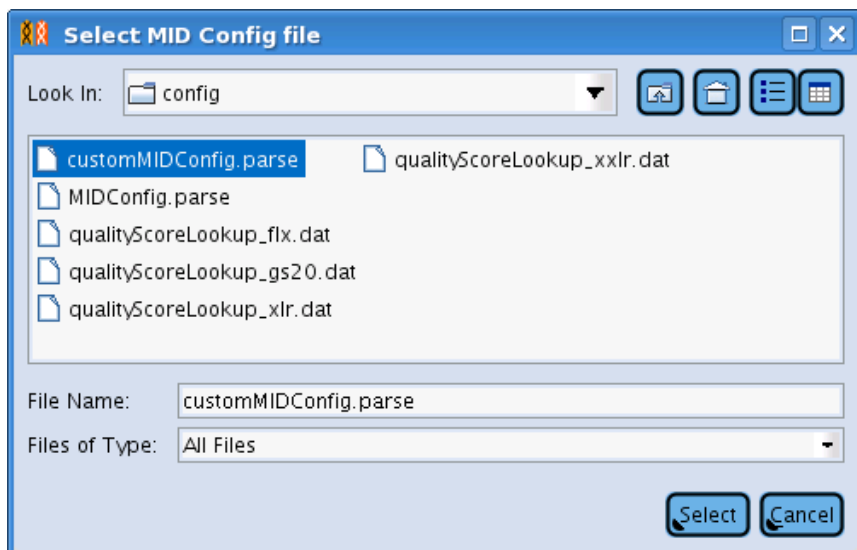 Select MID Config file
Look In: config
customMIDConfig.parse qualityScoreLookup_xxlr.dat
MIDConfig.parse
qualityScoreLookup_flx.dat
qualityScoreLookup_gs20.dat
qualityScoreLookup_xlr.dat
File Name: customMIDConfig.parse
Files of Type: All Files
Select Cancel